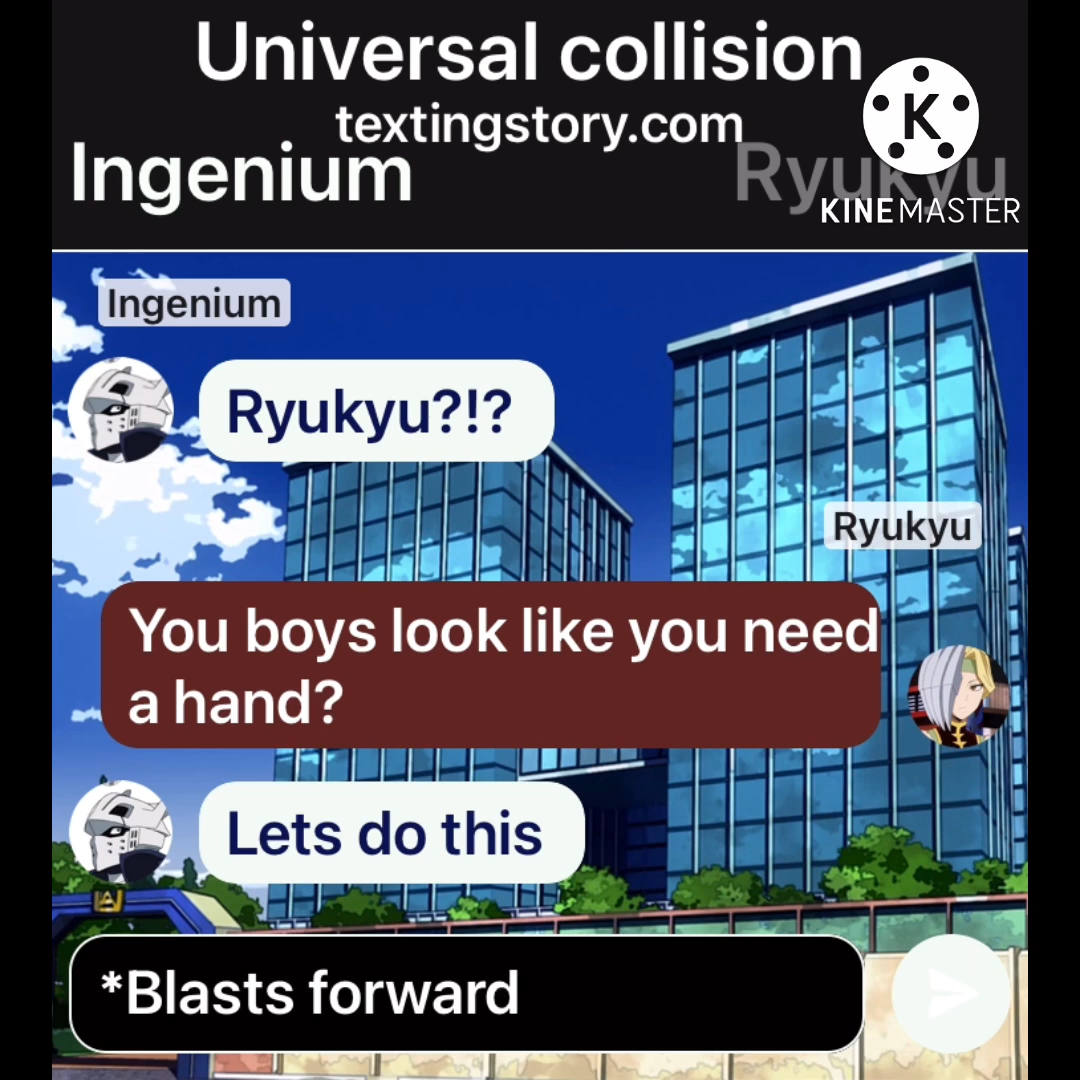 Universal collision
textingstory.com
Ingenium
Ryukyu
K
KINEMASTER
Ingenium
Ryukyu?!?
Ryukyu
You boys look like you need
a hand?
Lets do this
*Blasts forward